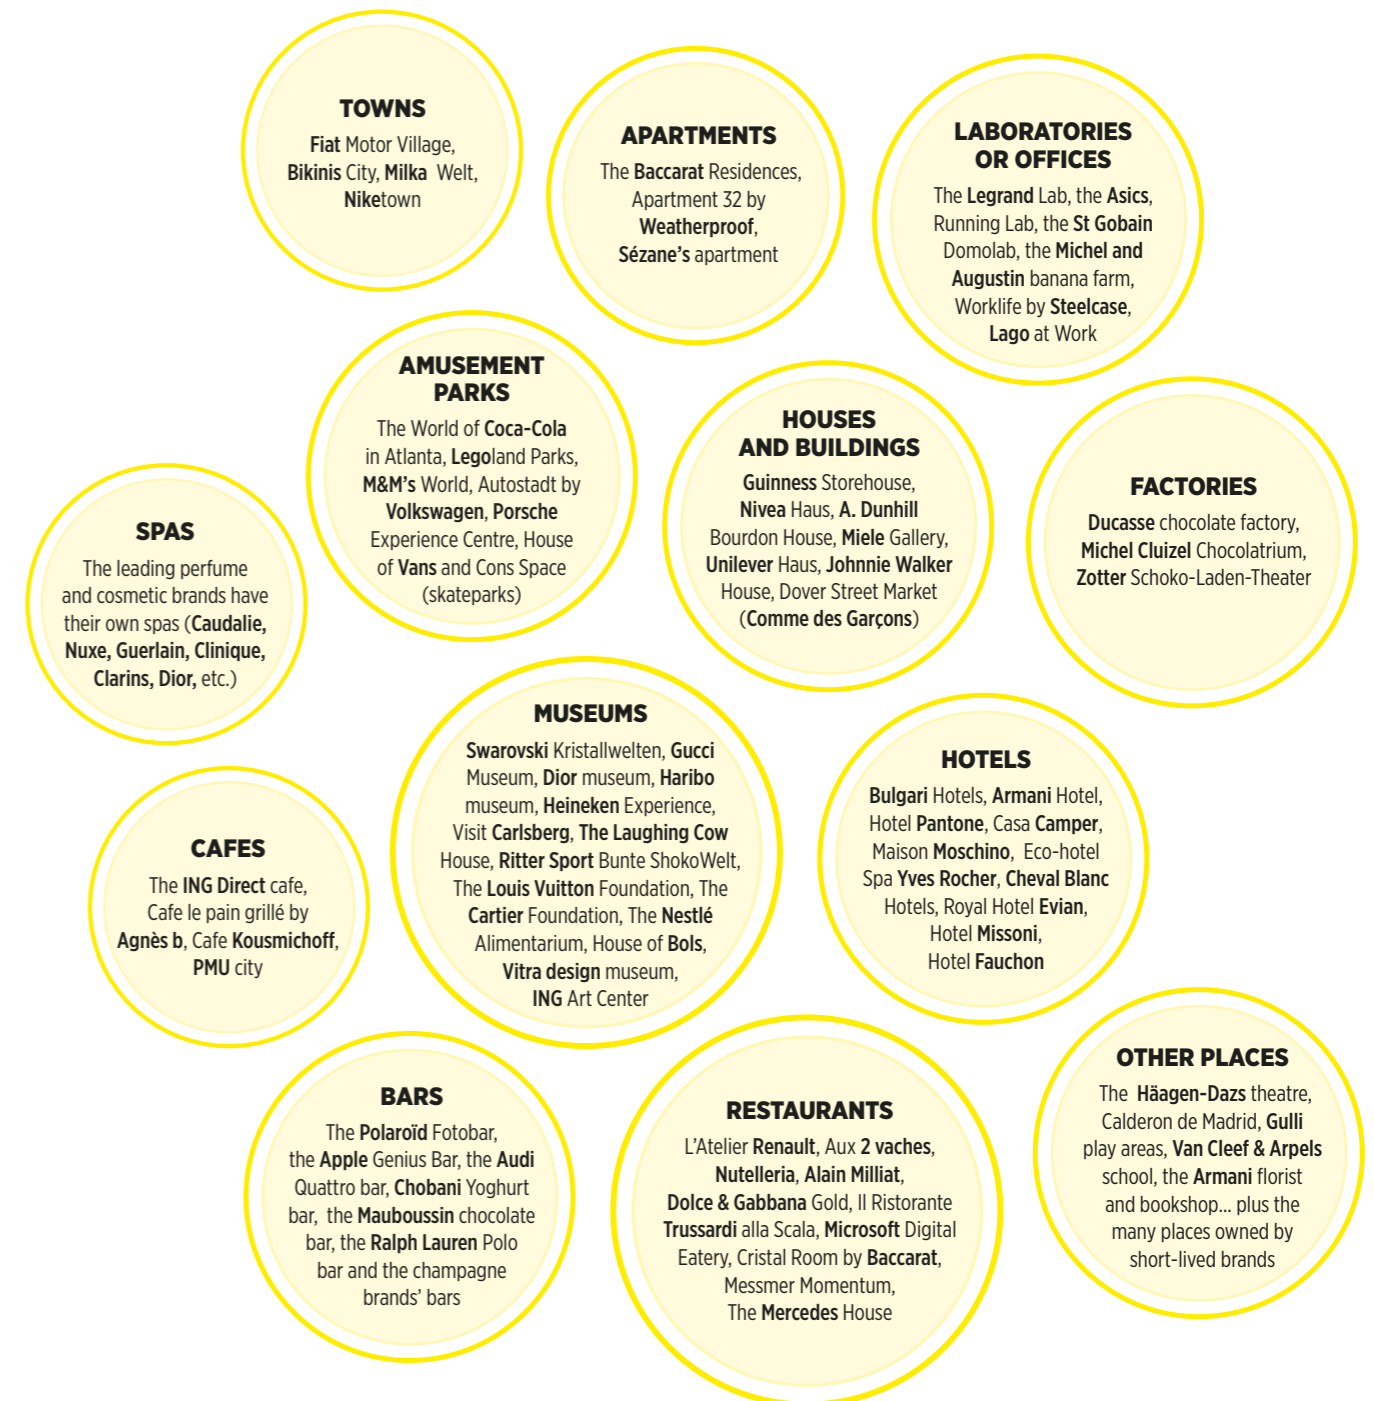 TOWNS
Fiat Motor Village,
Bikinis City, Milka Welt,
Niketown
APARTMENTS
The Baccarat Residences,
Apartment 32 by
Weatherproof,
Sézane’s apartment
LABORATORIES
OR OFFICES
The Legrand Lab, the Asics,
Running Lab, the St Gobain
Domolab, the Michel and
Augustin banana farm,
Worklife by Steelcase,
Lago at Work
AMUSEMENT
PARKS
The World of Coca-Cola
in Atlanta, Legoland Parks,
M&M’s World, Autostadt by
Volkswagen, Porsche
Experience Centre, House
of Vans and Cons Space
(skateparks)
HOUSES
AND BUILDINGS
Guinness Storehouse,
Nivea Haus, A. Dunhill
Bourdon House, Miele Gallery,
Unilever Haus, Johnnie Walker
House, Dover Street Market
(Comme des Garçons)
FACTORIES
Ducasse chocolate factory,
Michel Cluizel Chocolatrium,
Zotter Schoko-Laden-Theater
SPAS
The leading perfume
and cosmetic brands have
their own spas (Caudalie,
Nuxe, Guerlain, Clinique,
Clarins, Dior, etc.)
MUSEUMS
Swarovski Kristallwelten, Gucci
Museum, Dior museum, Haribo
museum, Heineken Experience,
Visit Carlsberg, The Laughing Cow
House, Ritter Sport Bunte ShokoWelt,
The Louis Vuitton Foundation, The
Cartier Foundation, The Nestlé
Alimentarium, House of Bols,
Vitra design museum,
ING Art Center
HOTELS
Bulgari Hotels, Armani Hotel,
Hotel Pantone, Casa Camper,
Maison Moschino, Eco-hotel
Spa Yves Rocher, Cheval Blanc
Hotels, Royal Hotel Evian,
Hotel Missoni,
Hotel Fauchon
CAFES
The ING Direct cafe,
Cafe le pain grillé by
Agnès b, Cafe Kousmichoff,
PMU city
BARS
The Polaroïd Fotobar,
the Apple Genius Bar, the Audi
Quattro bar, Chobani Yoghurt
bar, the Mauboussin chocolate
bar, the Ralph Lauren Polo
bar and the champagne
brands’ bars
RESTAURANTS
L’Atelier Renault, Aux 2 vaches,
Nutelleria, Alain Milliat,
Dolce & Gabbana Gold, Il Ristorante
Trussardi alla Scala, Microsoft Digital
Eatery, Cristal Room by Baccarat,
Messmer Momentum,
The Mercedes House
OTHER PLACES
The Häagen-Dazs theatre,
Calderon de Madrid, Gulli
play areas, Van Cleef & Arpels
school, the Armani florist
and bookshop... plus the
many places owned by
short-lived brands